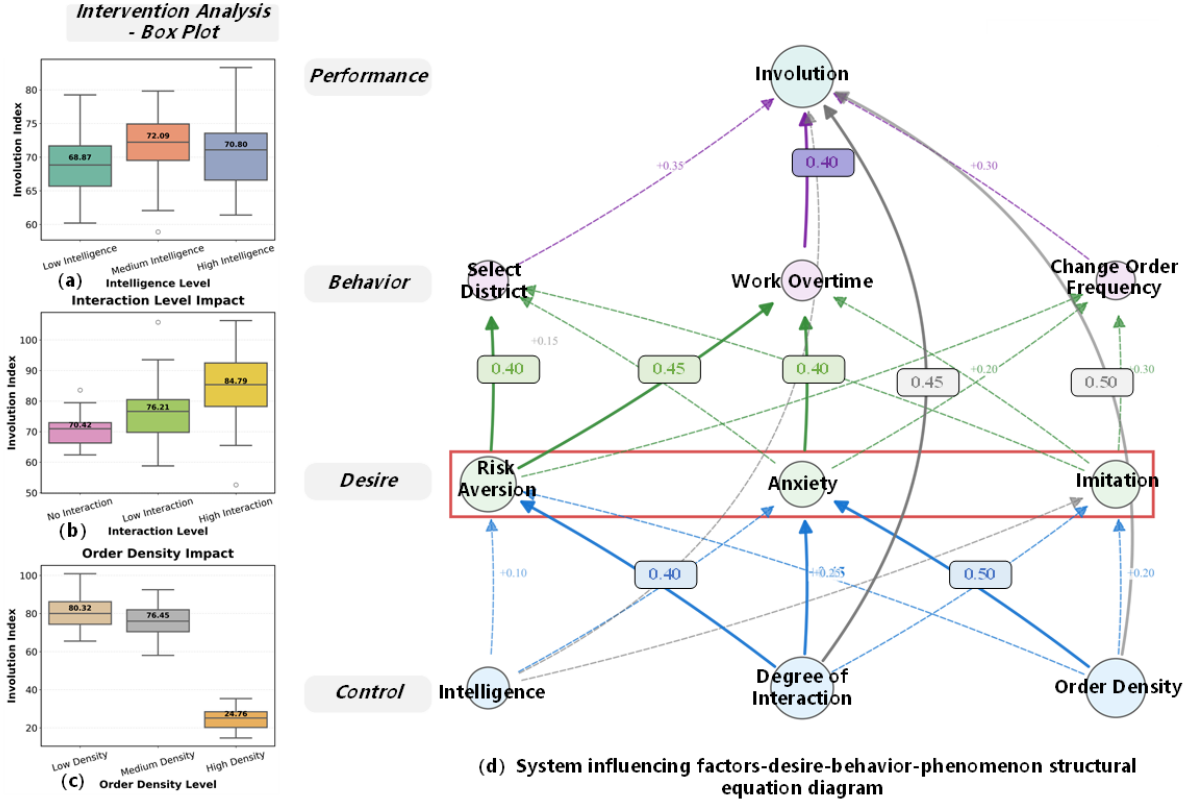 Intervention Analysis
- Box Plot
Involution Index
80
75
70
65
60
68.87
72.09
70.80
Low Intelligence
Medium Intelligence
High Intelligence
(a)
Intelligence Level
Interaction Level Impact
Involution Index
100
90
80
70
60
50
70.42
76.21
84.79
No Interaction
Low Interaction
High Interaction
(b)
Interaction Level
Order Density Impact
Involution Index
100
80
60
40
20
80.32
76.45
24.76
Low Density
Medium Density
High Density
(c)
Order Density Level
Performance
Behavior
Desire
Control
Involution
+0.35
0.40
+0.30
Select
District
Work Overtime
Change Order
Frequency
+0.15
0.40
0.45
0.40
0.45
+0.20
0.50
+0.30
Risk
Aversion
Anxiety
Imitation
+0.10
0.40
0.50
+0.20
Intelligence
Degree of
Interaction
Order Density
(d) System influencing factors-desire-behavior-phenomenon structural
equation diagram